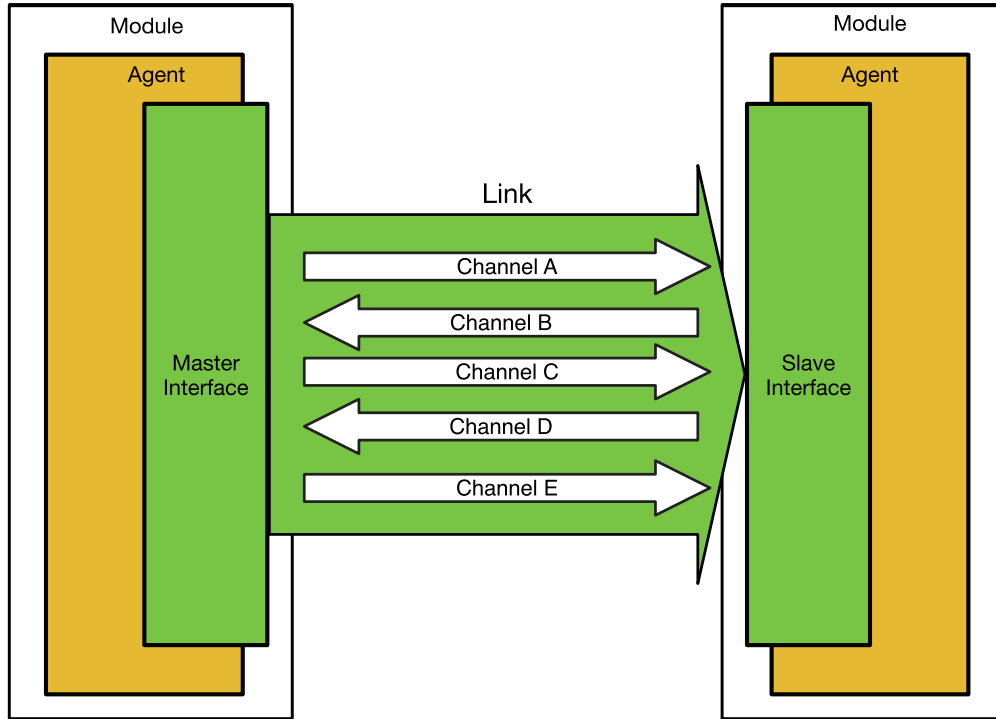 Module
Agent
Master
Interface
Link
Channel A
Channel B
Channel C
Channel D
Channel E
Module
Agent
Slave
Interface